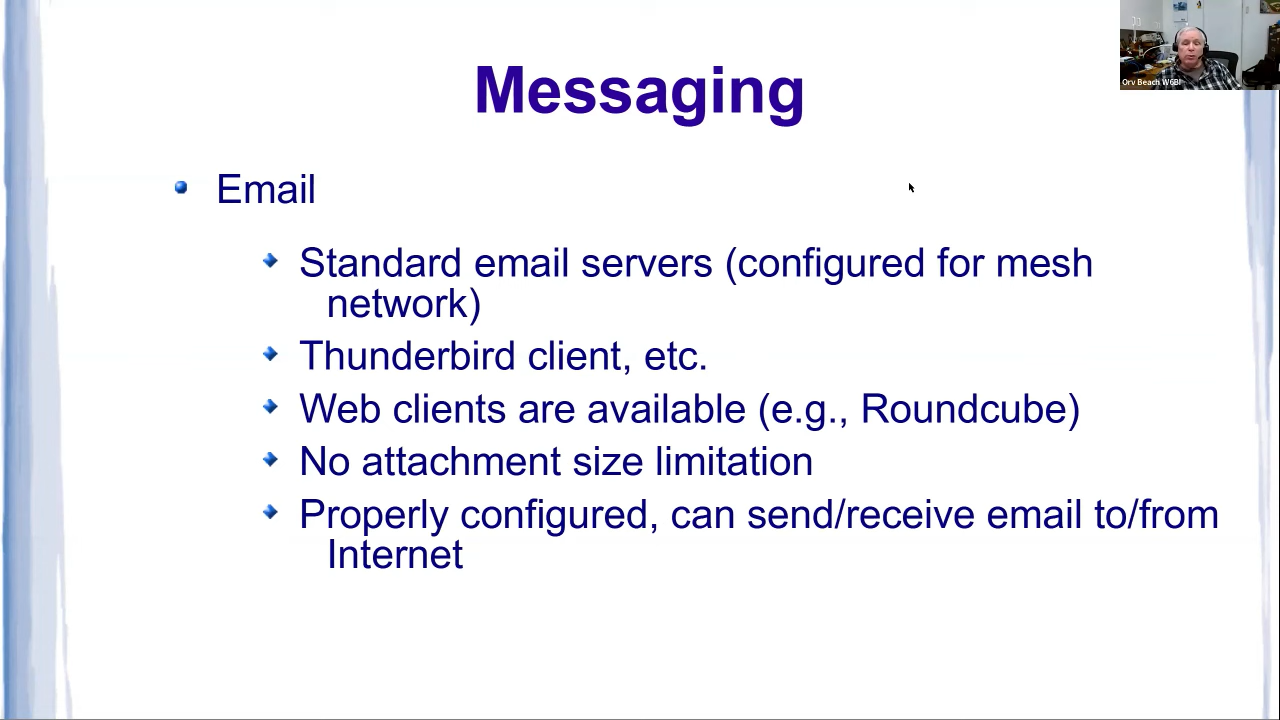 Messaging
Orv Beach W6BI
Email
Standard email servers (configured for mesh
network)
Thunderbird client, etc.
Web clients are available (e.g., Roundcube)
No attachment size limitation
Properly configured, can send/receive email to/from
Internet